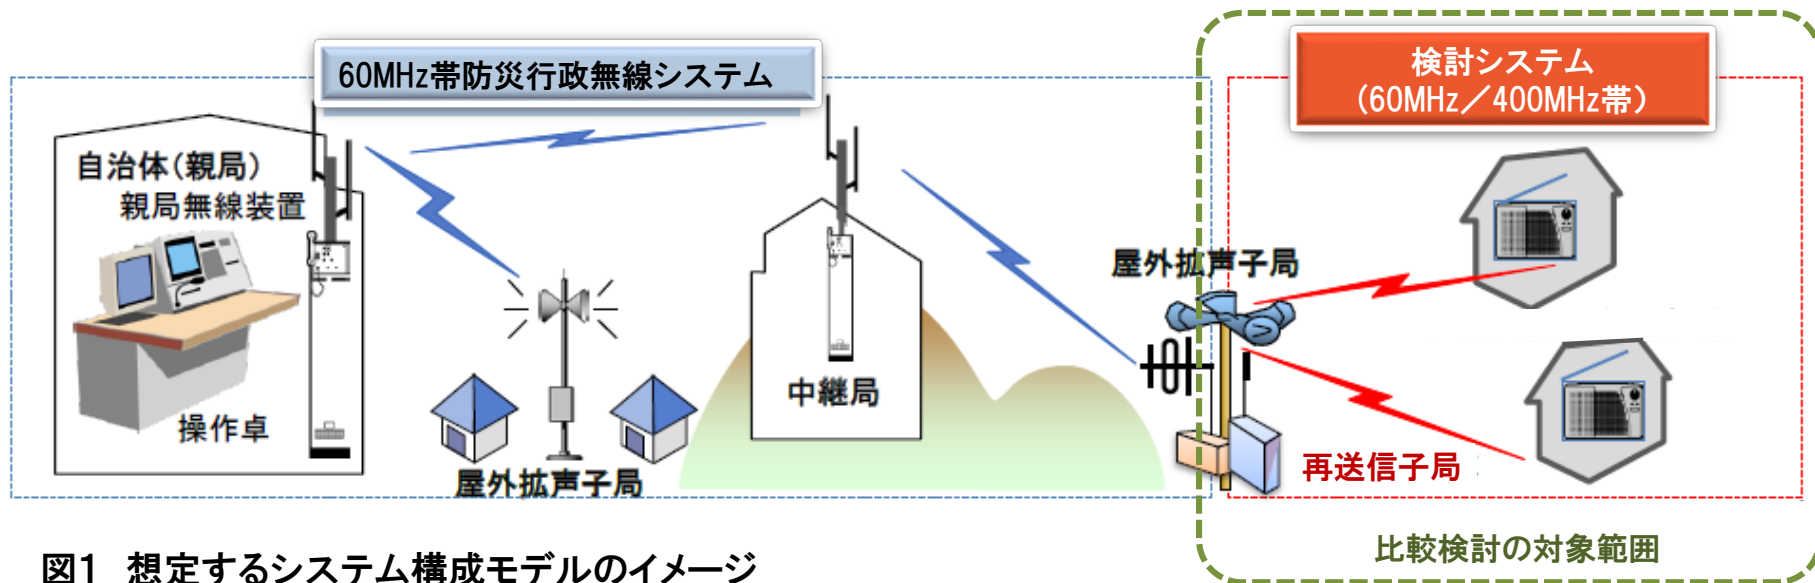 60MHz帯防災行政無線システム
検討システム
(60MHz/400MHz帯)
自治体(親局)
親局無線装置
操作卓
屋外拡声子局
中継局
屋外拡声子局
再送信子局
比較検討の対象範囲
図1 想定するシステム構成モデルのイメージ